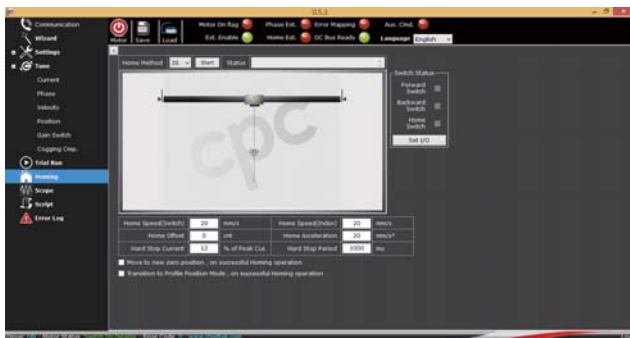 0.5.3
Communication
Wizard
Settings
Tune
Current
Phase
Velocity
Position
Gain Switch
Cogging Cmp.
Trial Run
Homing
Scope
Script
Error Log
Motor Save Load
Motor On flag Phase Est. Error Mapping Aux. Cmd.
Ext. Enable Home Est. DC Bus Ready Language English
Home Method Start Status
cpc
Switch Status
Forward Switch
Backward Switch
Home Switch
Set I/O
Home Speed(Switch) 20 mm/s Home Speed(Index) 20 mm/s
Home Offset 0 cnt Home Acceleration 20 mm/s²
Hard Stop Current 12 % of Peak Cur. Hard Stop Period 1000 ms
Move to new zero position , on successful Homing operation
Transition to Profile Position Mode , on successful Homing operation